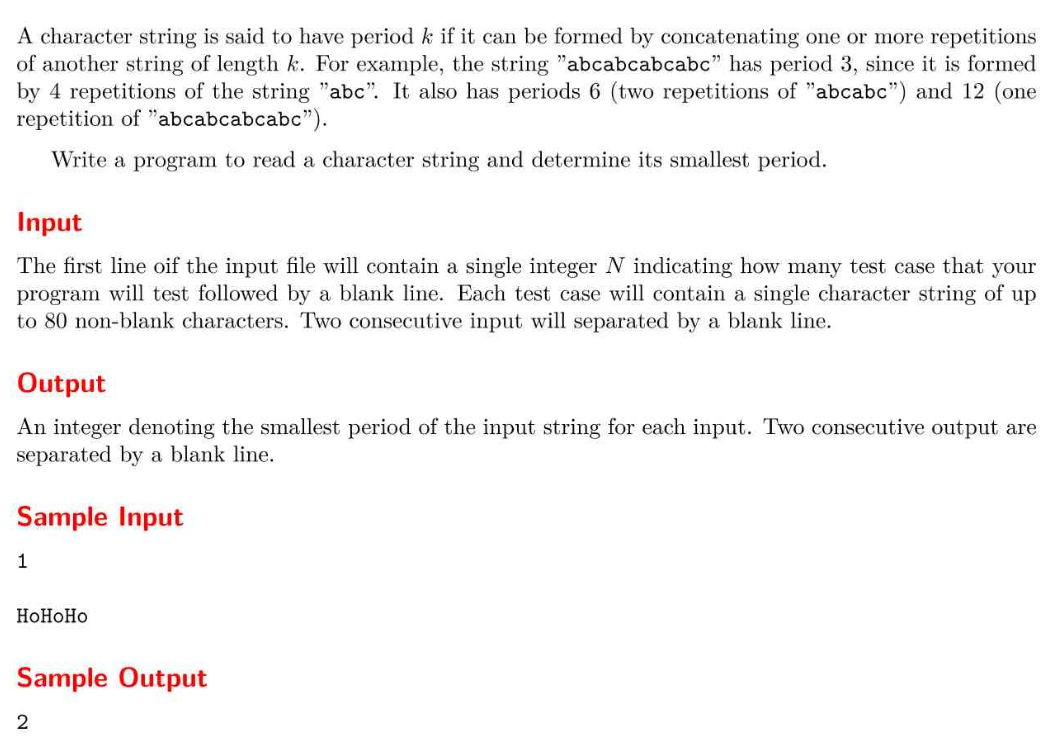 A character string is said to have period k if it can be formed by concatenating one or more repetitions
of another string of length k. For example, the string ”abcabcabcabc” has period 3, since it is formed
by 4 repetitions of the string ”abc”. It also has periods 6 (two repetitions of ”abcabc”) and 12 (one
repetition of ”abcabcabcabc”).
Write a program to read a character string and determine its smallest period.
Input
The first line oif the input file will contain a single integer N indicating how many test case that your
program will test followed by a blank line. Each test case will contain a single character string of up
to 80 non-blank characters. Two consecutive input will separated by a blank line.
Output
An integer denoting the smallest period of the input string for each input. Two consecutive output are
separated by a blank line.
Sample Input
1
HoHoHo
Sample Output
2